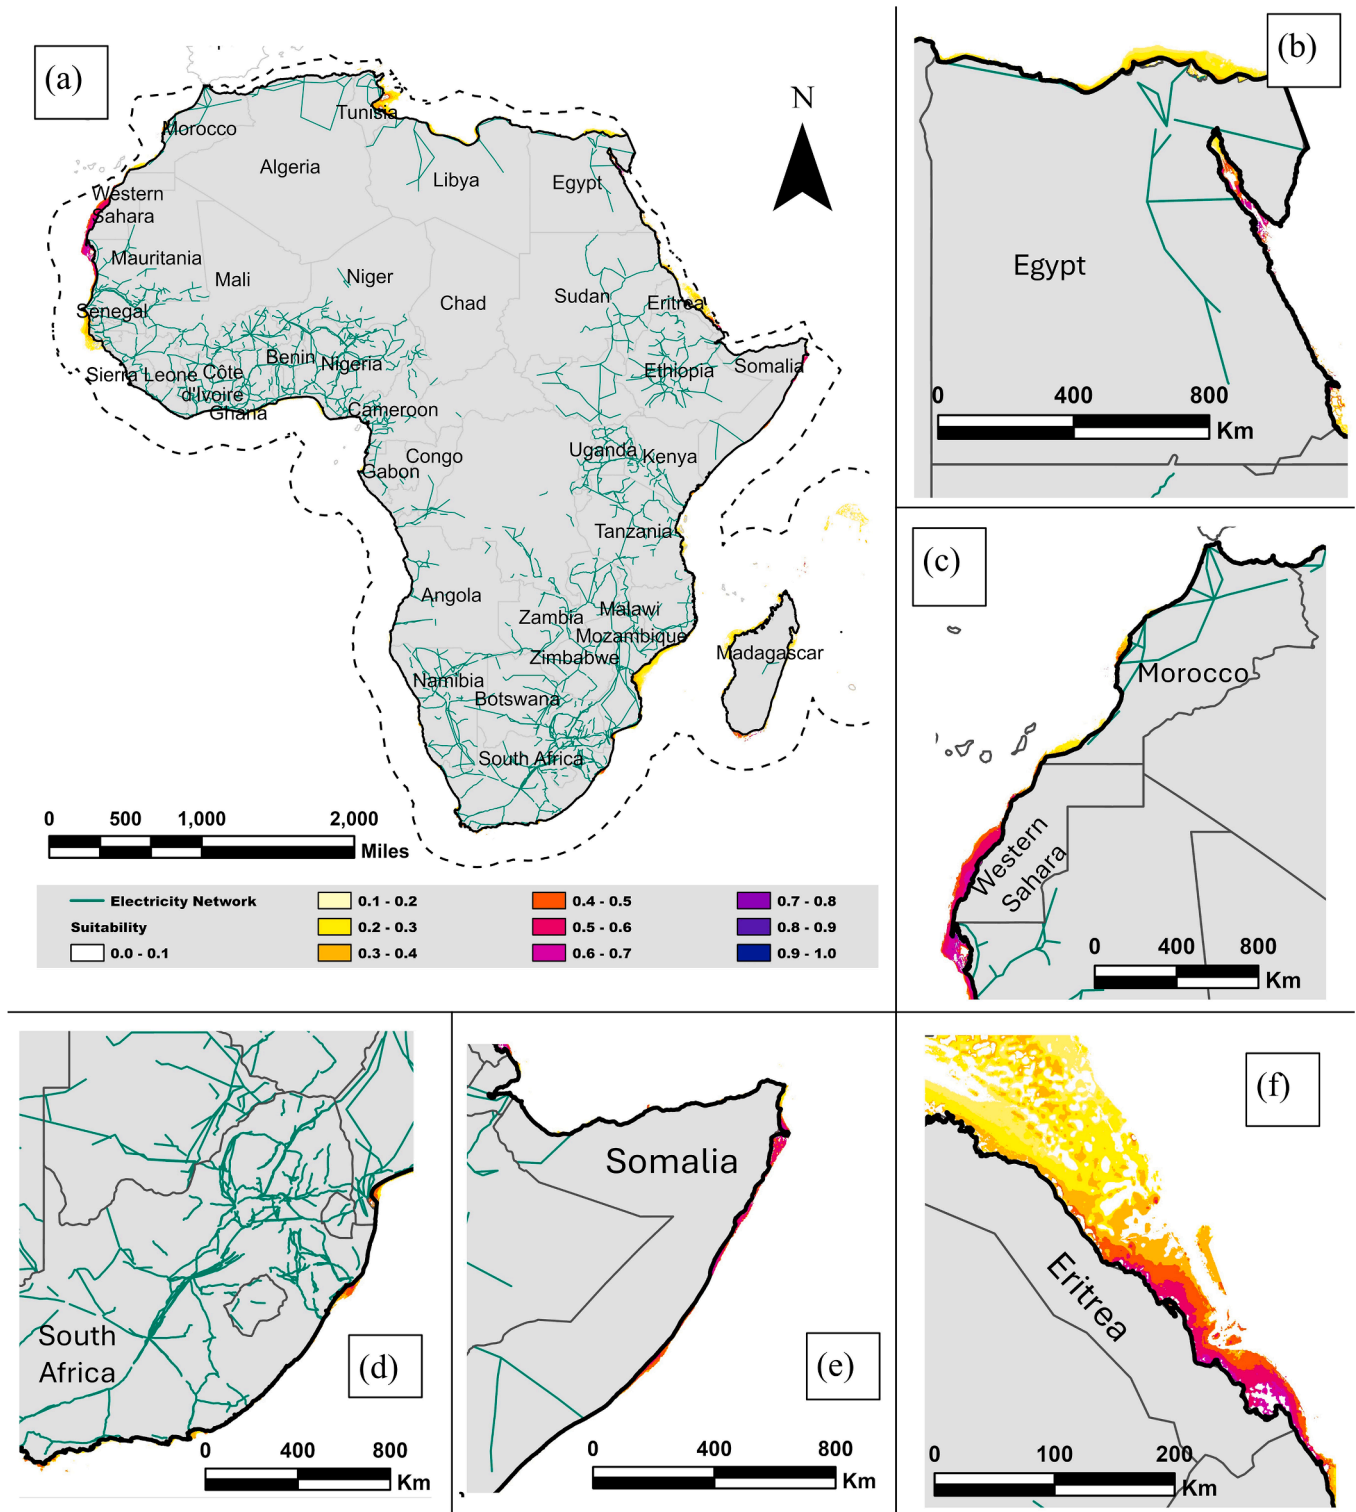 (a)
N
Tunisia
Morocco
Algeria
Libya
Egypt
Western
Sahara
Mauritania
Mali
Niger
Chad
Sudan
Eritrea
Senegal
Benin
Nigeria
Ethiopia
Somalia
Sierra Leone
Côte
d'Ivoire
Ghana
Cameroon
Uganda
Kenya
Congo
Gabon
Tanzania
Angola
Zambia
Malawi
Mozambique
Zimbabwe
Madagascar
Namibia
Botswana
South Africa
0 500 1,000 2,000
Miles
Electricity Network
Suitability
0.0 - 0.1
0.1 - 0.2
0.2 - 0.3
0.3 - 0.4
0.4 - 0.5
0.5 - 0.6
0.6 - 0.7
0.7 - 0.8
0.8 - 0.9
0.9 - 1.0
(b)
Egypt
0 400 800
Km
(c)
Morocco
Western
Sahara
0 400 800
Km
South
Africa
(d)
0 400 800
Km
Somalia
(e)
0 400 800
Km
(f)
Eritrea
0 100 200
Km